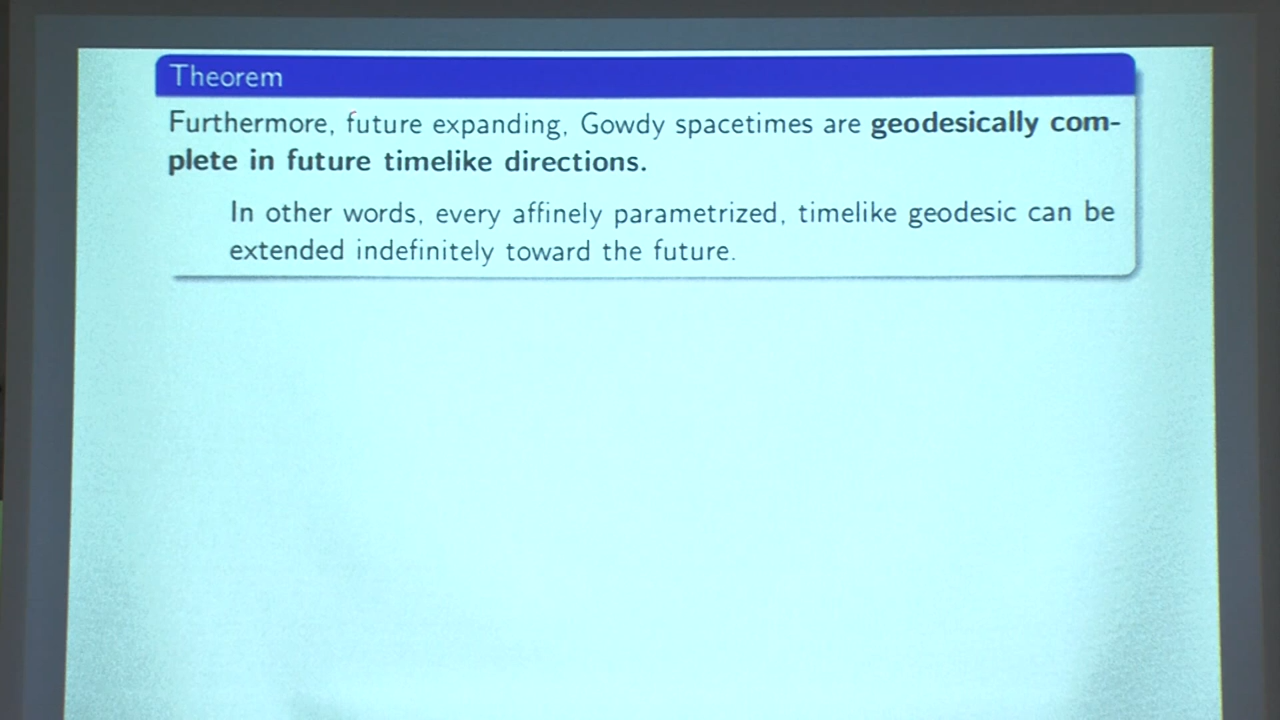 Theorem
Furthermore, future expanding, Gowdy spacetimes are geodesically com-
plete in future timelike directions.
In other words, every affinely parametrized, timelike geodesic can be
extended indefinitely toward the future.